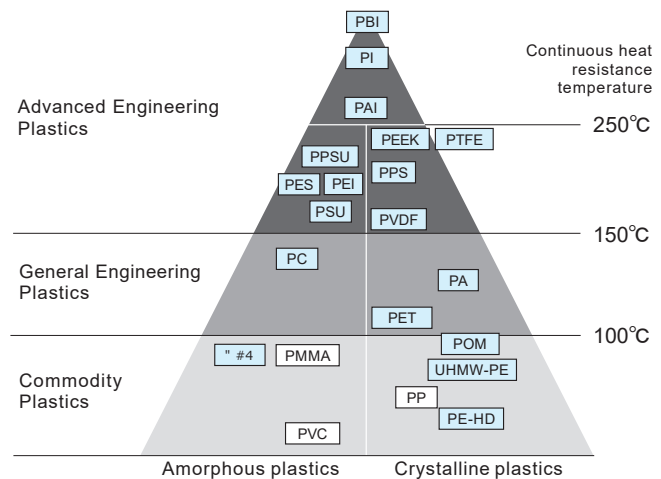 PBI
PI
Continuous heat
resistance
temperature
Advanced Engineering
Plastics
PAI
250℃
PEEK
PTFE
PPSU
PES
PEI
PPS
PSU
PVDF
150℃
PC
General Engineering
Plastics
PA
PET
100℃
" #4
PMMA
POM
UHMW-PE
Commodity
Plastics
PP
PE-HD
PVC
Amorphous plastics
Crystalline plastics